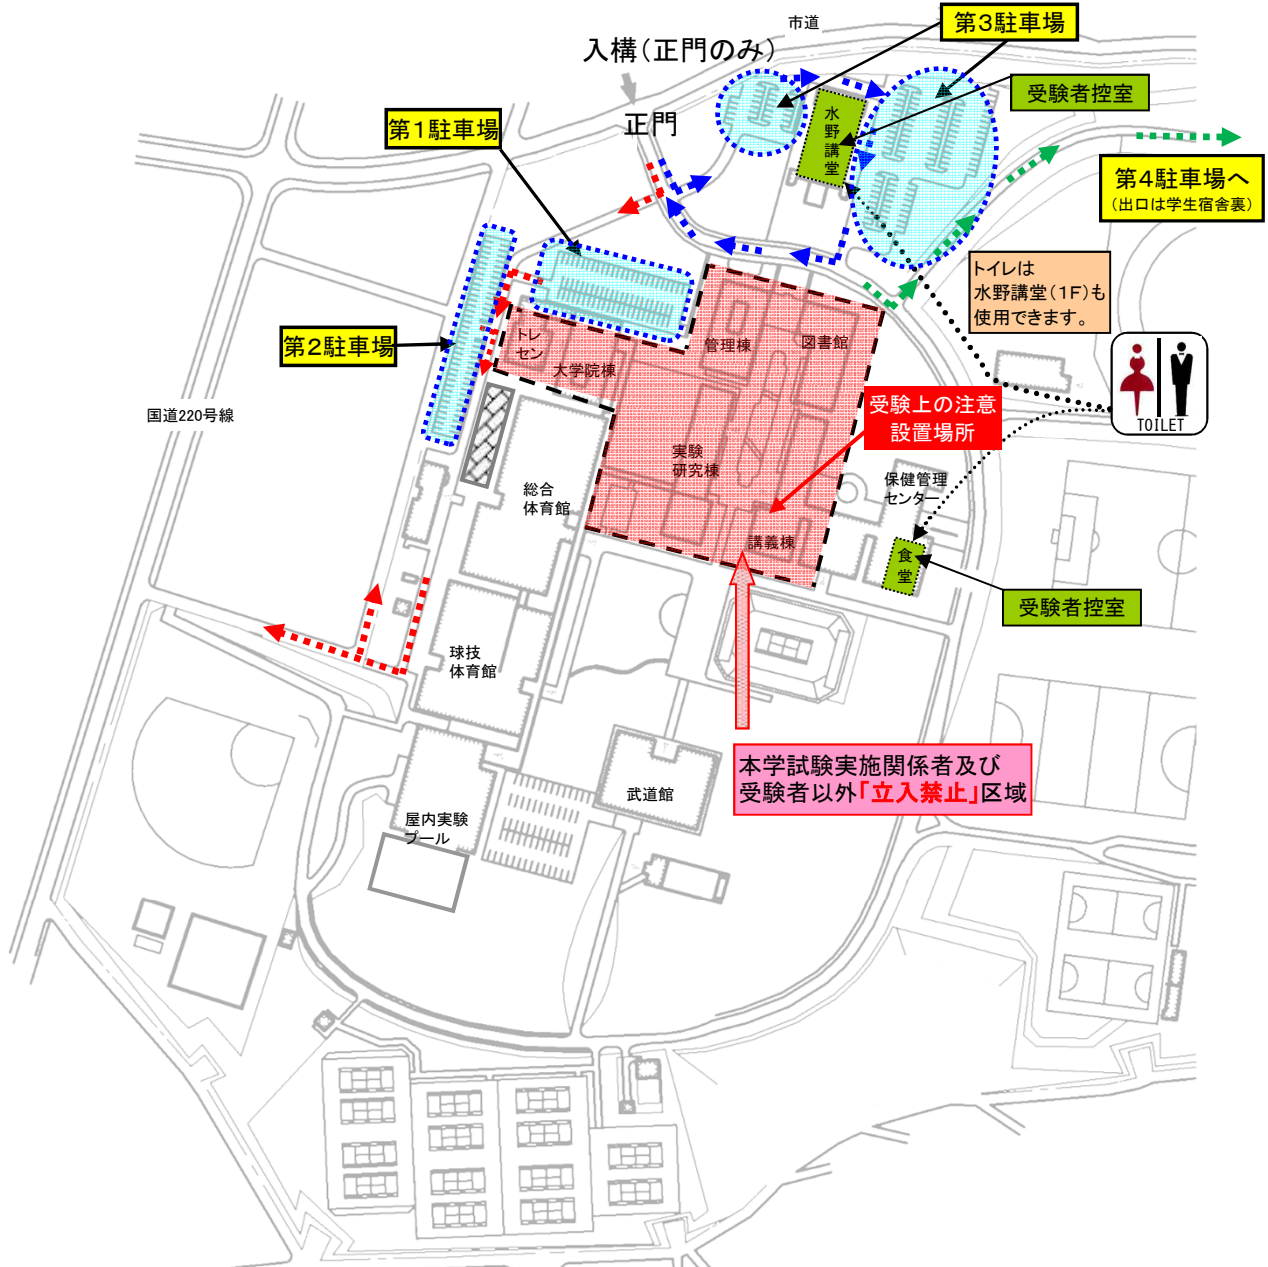 市道
第3駐車場
入構(正門のみ)
受験者控室
水野講堂
正門
第1駐車場
第4駐車場へ
(出口は学生宿舎裏)
トイレは
水野講堂(1F)も
使用できます。
TOILET
第2駐車場
トレ
セン
大学院棟
管理棟
図書館
国道220号線
受験上の注意
設置場所
実験
研究棟
総合
体育館
保健管理
センター
講義棟
食堂
受験者控室
球技
体育館
本学試験実施関係者及び
受験者以外「立入禁止」区域
武道館
屋内実験
プール